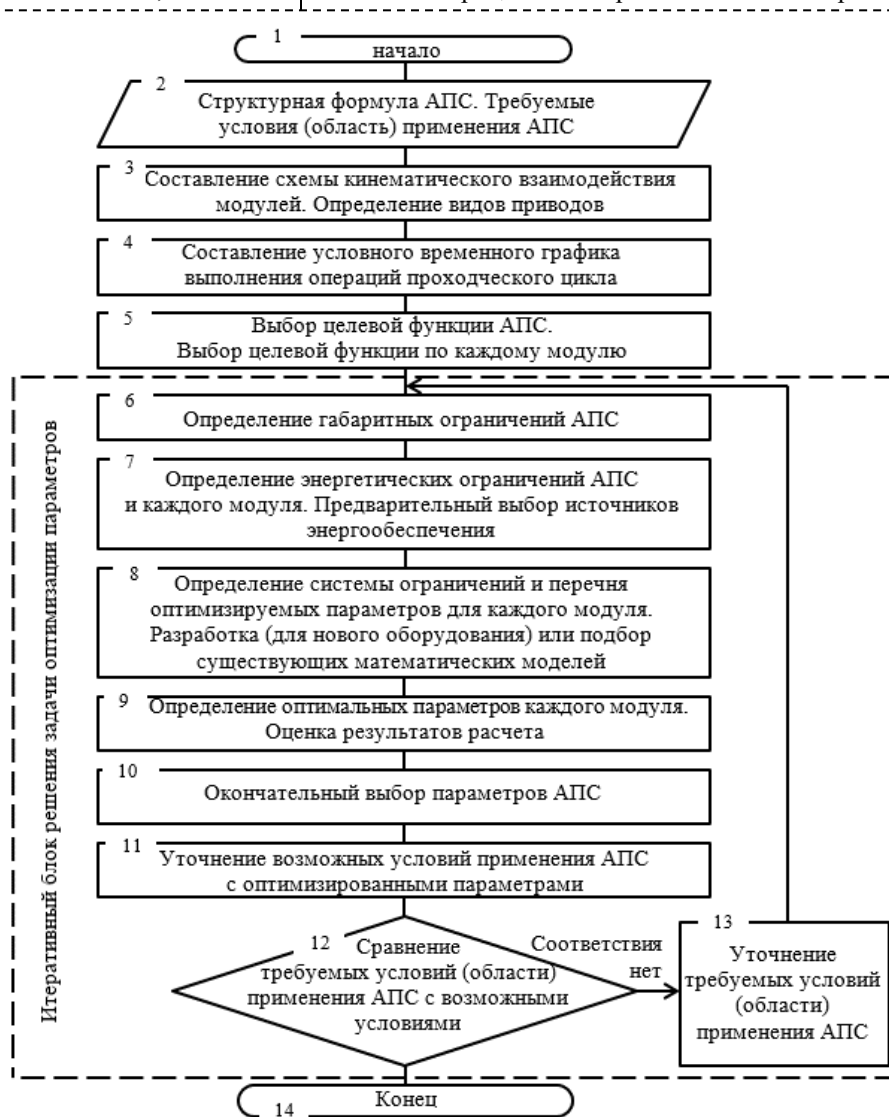 1
начало
2
Структурная формула АПС. Требуемые
условия (область) применения АПС
3
Составление схемы кинематического взаимодействия
модулей. Определение видов приводов
4
Составление условного временного графика
выполнения операций проходческого цикла
5
Выбор целевой функции АПС.
Выбор целевой функции по каждому модулю
Итеративный блок решения задачи оптимизации параметров
6
Определение габаритных ограничений АПС
7
Определение энергетических ограничений АПС
и каждого модуля. Предварительный выбор источников
энергообеспечения
8
Определение системы ограничений и перечня
оптимизируемых параметров для каждого модуля.
Разработка (для нового оборудования) или подбор
существующих математических моделей
9
Определение оптимальных параметров каждого модуля.
Оценка результатов расчета
10
Окончательный выбор параметров АПС
11
Уточнение возможных условий применения АПС
с оптимизированными параметрами
12
Сравнение
требуемых условий (области)
применения АПС с возможными
условиями
Соответствия
нет
13
Уточнение
требуемых условий
(области)
применения АПС
Конец
14